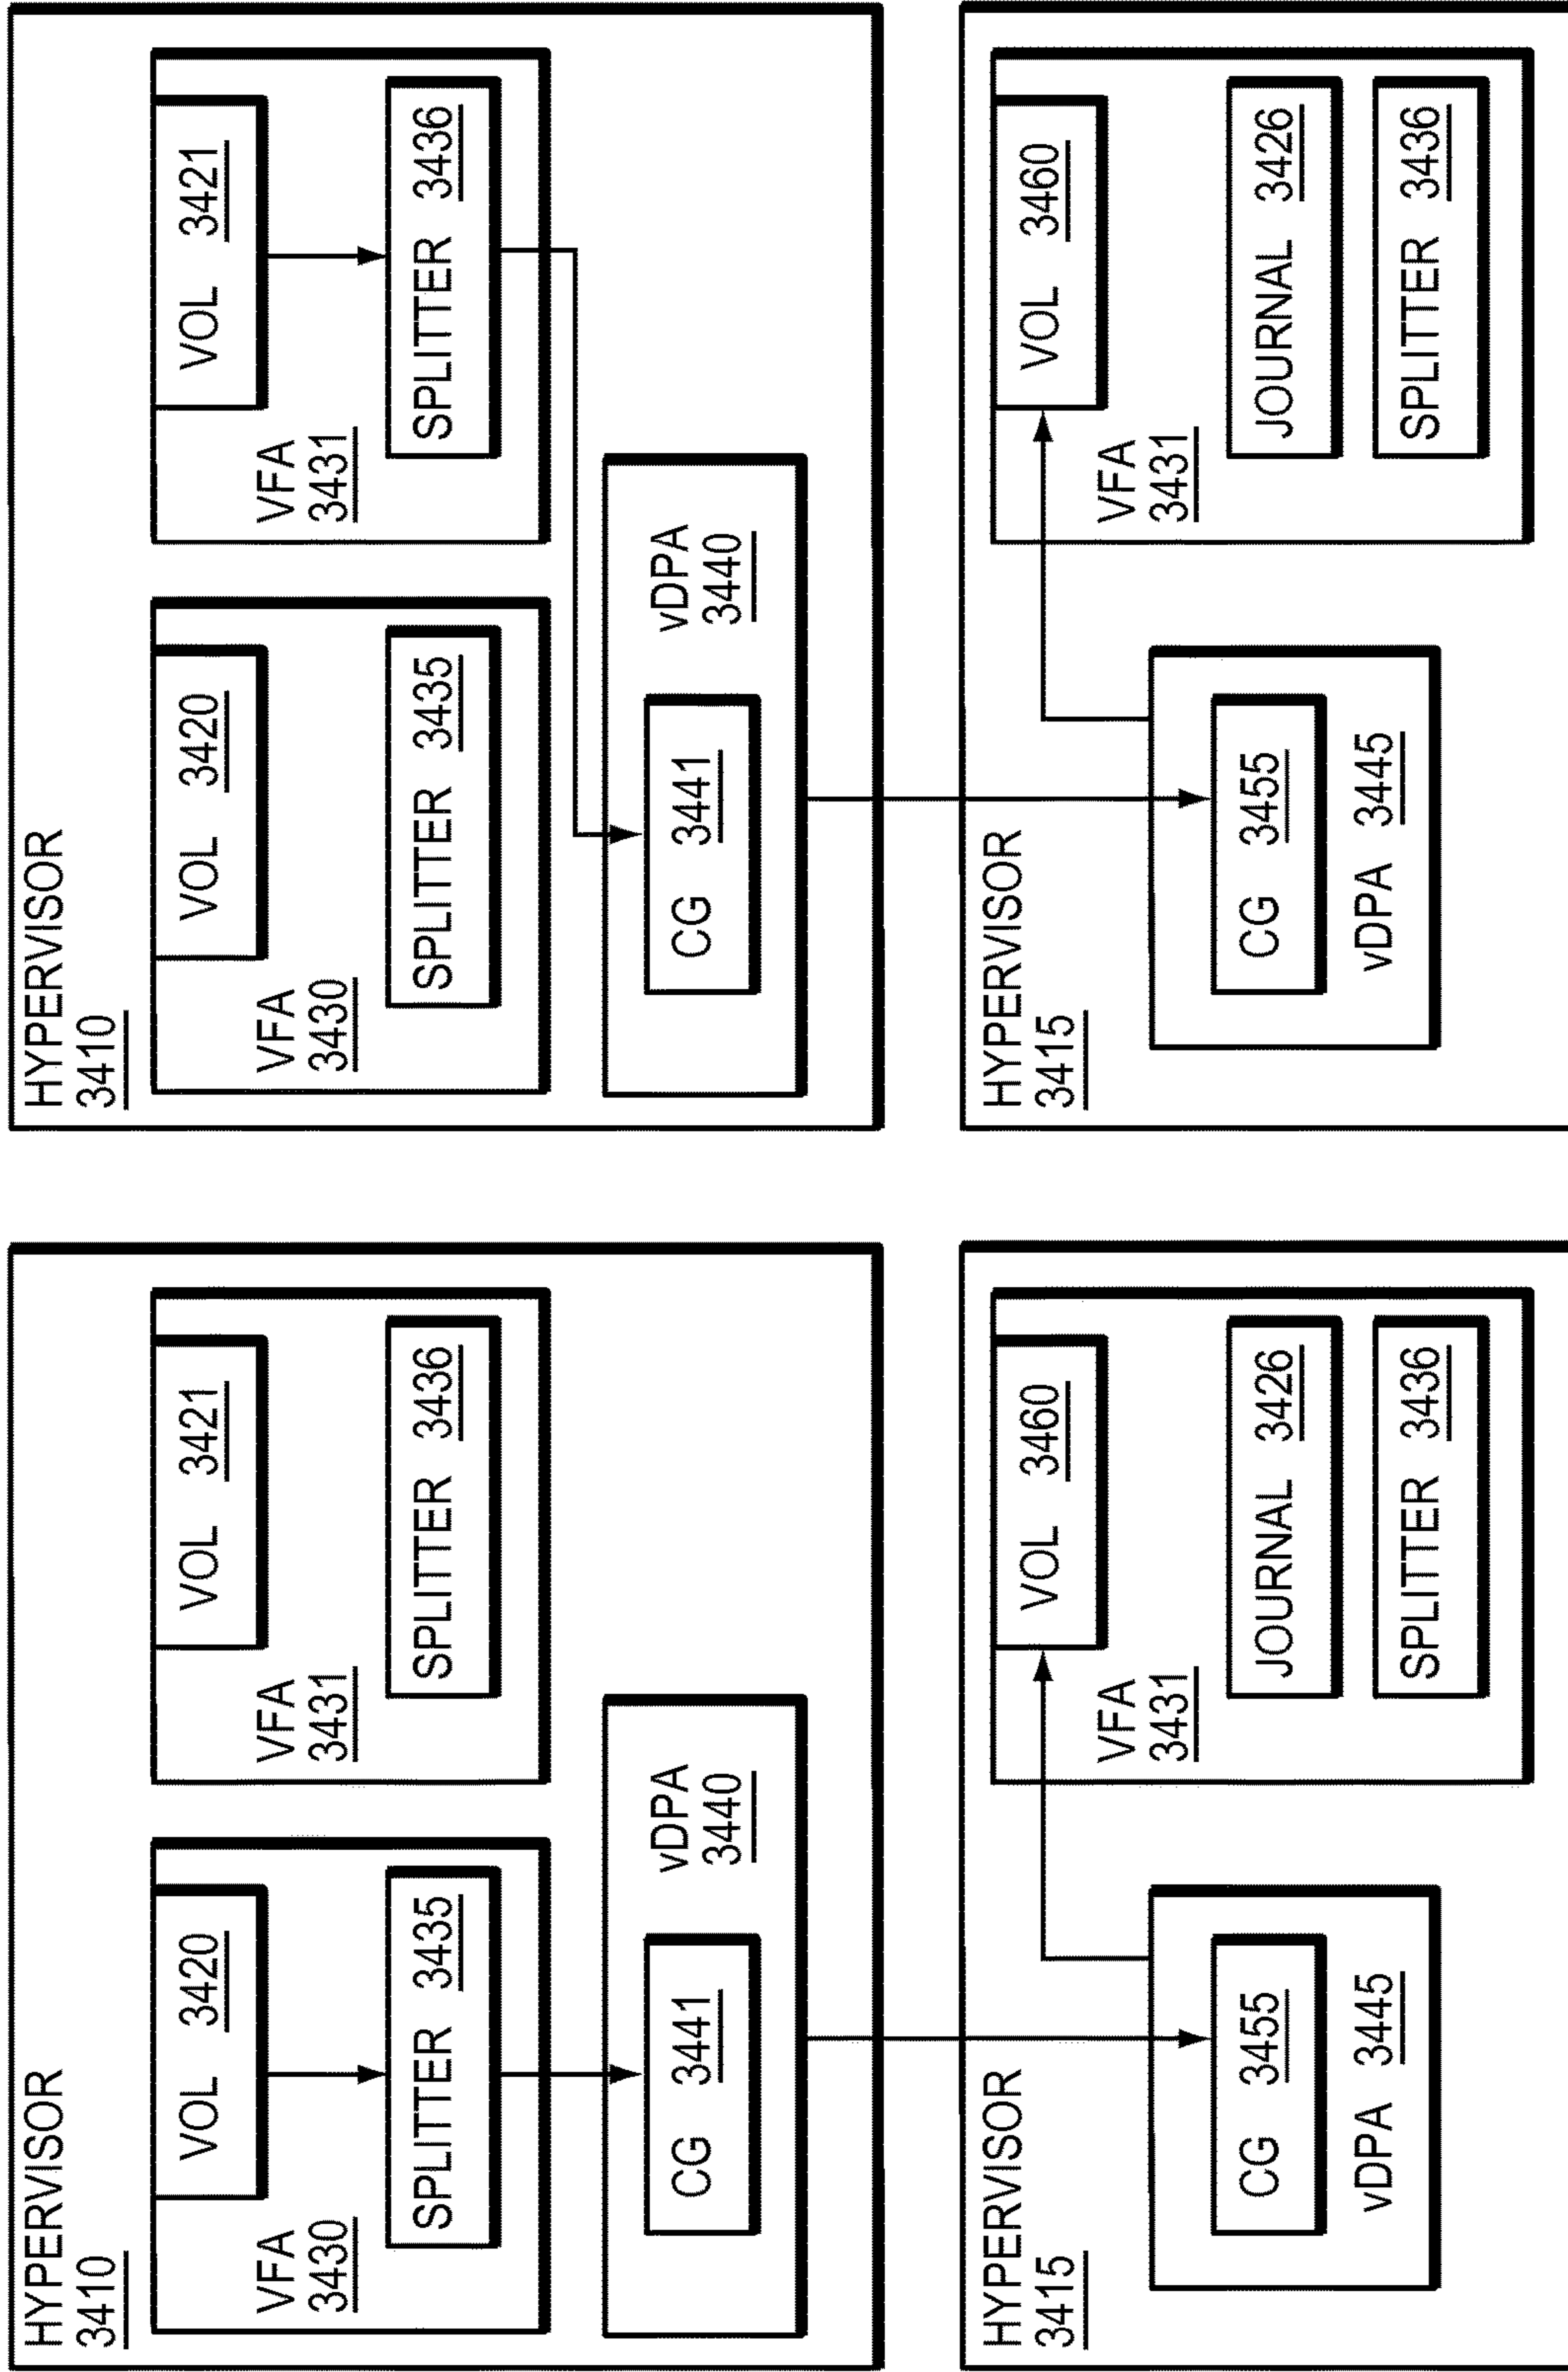 HYPERVISOR
3410
VOL 3420
VFA
3430
SPLITTER 3435
VOL 3421
VFA
3431
SPLITTER 3436
CG 3441
vDPA
3440
HYPERVISOR
3415
CG 3455
vDPA 3445
VOL 3460
VFA
3431
JOURNAL 3426
SPLITTER 3436
HYPERVISOR
3410
VOL 3420
VFA
3430
SPLITTER 3435
VOL 3421
VFA
3431
SPLITTER 3436
CG 3441
vDPA
3440
HYPERVISOR
3415
CG 3455
vDPA 3445
VOL 3460
VFA
3431
JOURNAL 3426
SPLITTER 3436